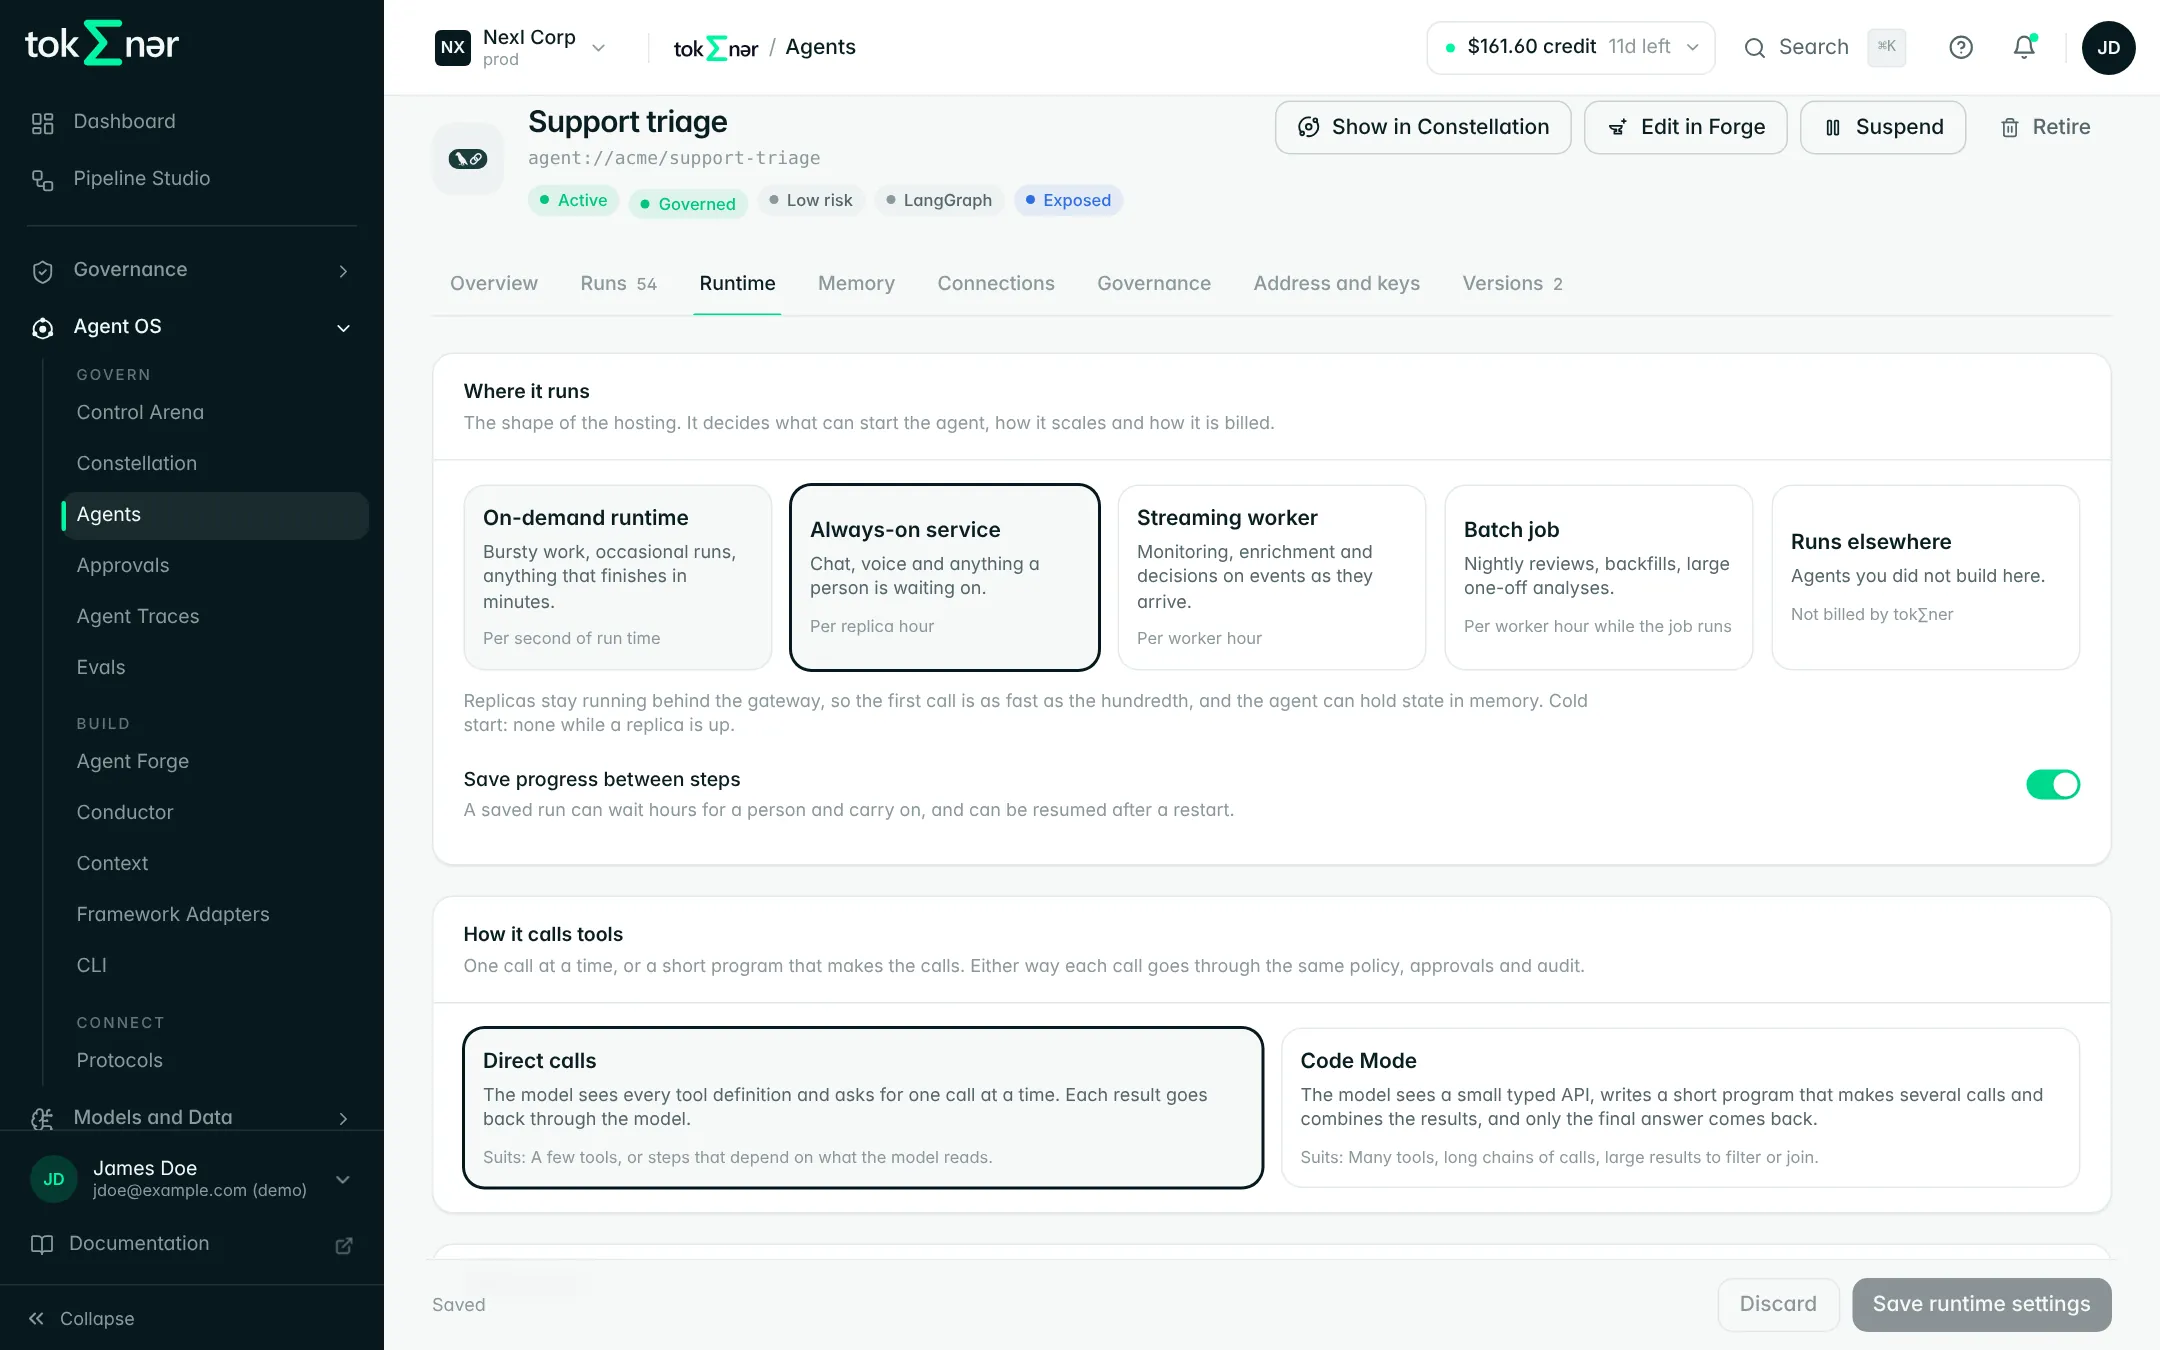 tokΣnər
Dashboard
Pipeline Studio
Governance
Agent OS
GOVERN
Control Arena
Constellation
Agents
Approvals
Agent Traces
Evals
BUILD
Agent Forge
Conductor
Context
Framework Adapters
CLI
CONNECT
Protocols
Models and Data
JD
James Doe
jdoe@example.com (demo)
Documentation
Collapse
NX
Nexl Corp
prod
tokΣnər / Agents
$161.60 credit 11d left
Search ⌘K
JD
Support triage
agent://acme/support-triage
Active Governed Low risk LangGraph Exposed
Show in Constellation
Edit in Forge
Suspend
Retire
Overview Runs 54 Runtime Memory Connections Governance Address and keys Versions 2
Where it runs
The shape of the hosting. It decides what can start the agent, how it scales and how it is billed.
On-demand runtime
Bursty work, occasional runs,
anything that finishes in
minutes.
Per second of run time
Always-on service
Chat, voice and anything a
person is waiting on.
Per replica hour
Streaming worker
Monitoring, enrichment and
decisions on events as they
arrive.
Per worker hour
Batch job
Nightly reviews, backfills, large
one-off analyses.
Per worker hour while the job runs
Runs elsewhere
Agents you did not build here.
Not billed by tok∑ner
Replicas stay running behind the gateway, so the first call is as fast as the hundredth, and the agent can hold state in memory. Cold
start: none while a replica is up.
Save progress between steps
A saved run can wait hours for a person and carry on, and can be resumed after a restart.
How it calls tools
One call at a time, or a short program that makes the calls. Either way each call goes through the same policy, approvals and audit.
Direct calls
The model sees every tool definition and asks for one call at a time. Each result goes
back through the model.
Suits: A few tools, or steps that depend on what the model reads.
Code Mode
The model sees a small typed API, writes a short program that makes several calls and
combines the results, and only the final answer comes back.
Suits: Many tools, long chains of calls, large results to filter or join.
Saved
Discard
Save runtime settings